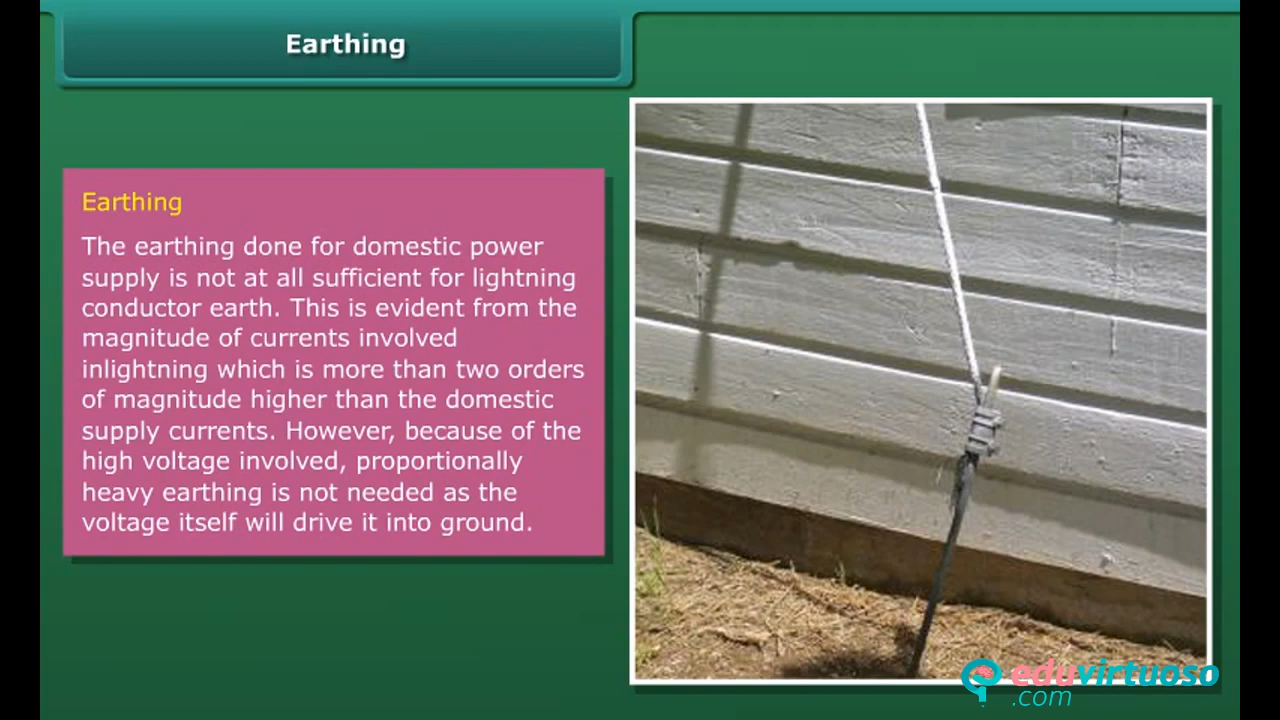 Earthing
Earthing
The earthing done for domestic power
supply is not at all sufficient for lightning
conductor earth. This is evident from the
magnitude of currents involved
inlightning which is more than two orders
of magnitude higher than the domestic
supply currents. However, because of the
high voltage involved, proportionally
heavy earthing is not needed as the
voltage itself will drive it into ground.
eduvirtuoso
.com